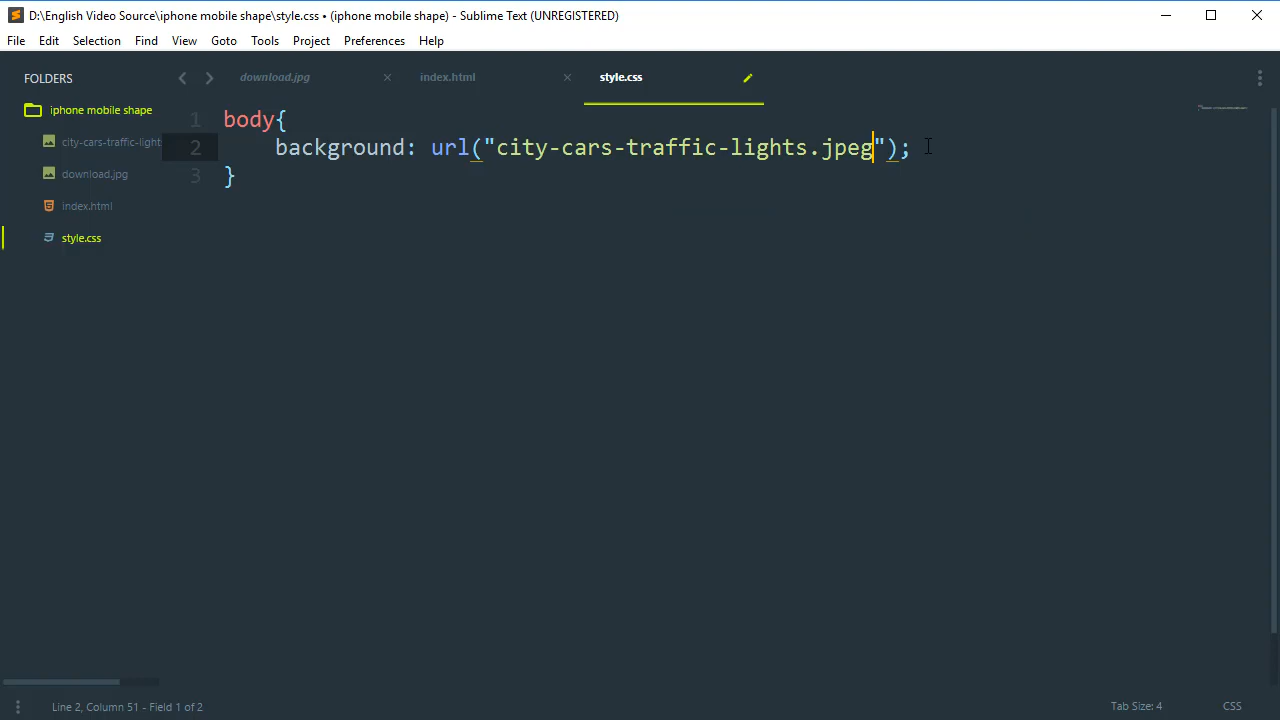 D:\English Video Source\iphone mobile shape\style.css • (iphone mobile shape) - Sublime Text (UNREGISTERED)
File Edit Selection Find View Goto Tools Project Preferences Help
FOLDERS
iphone mobile shape
city-cars-traffic-light
download.jpg
index.html
style.css
download.jpg index.html style.css
1 body{
2 background: url("city-cars-traffic-lights.jpeg");
3 }
Line 2, Column 51 - Field 1 of 2 Tab Size: 4 CSS